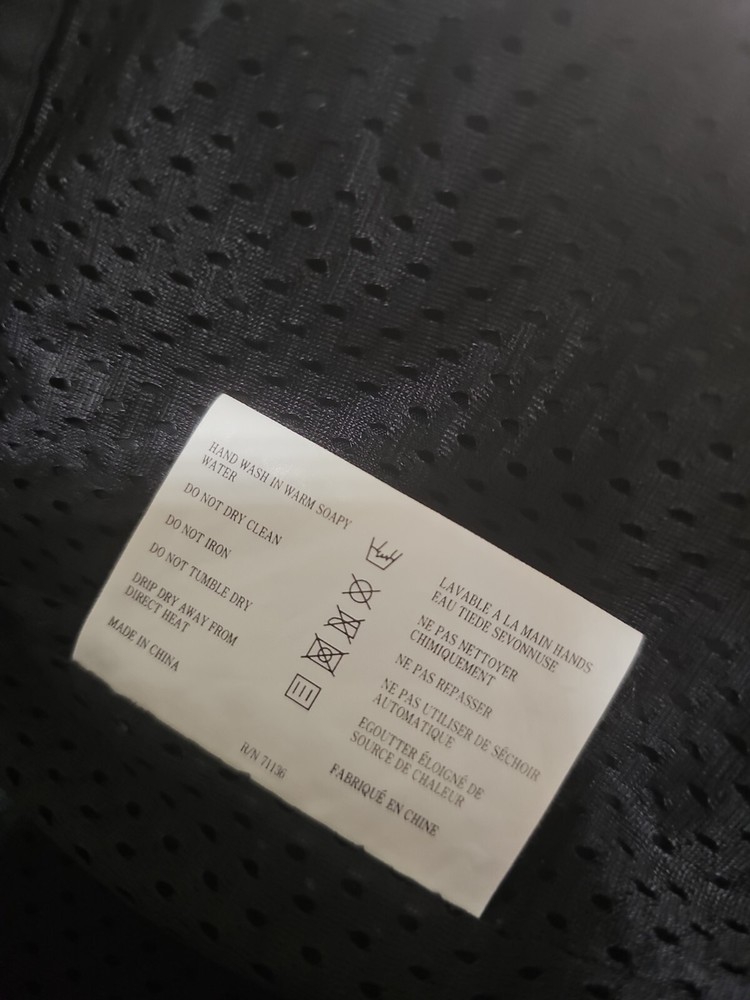 HAND WASH IN WARM SOAPY
WATER
DO NOT DRY CLEAN
DO NOT IRON
DO NOT TUMBLE DRY
DRIP DRY AWAY FROM
DIRECT HEAT
MADE IN CHINA
R/N 71136
LAVABLE A LA MAIN HANDS
EAU TIEDE SEVONNUSE
NE PAS NETTOYER
CHIMIQUEMENT
NE PAS REPASSER
NE PAS UTILISER DE SÉCHOIR
AUTOMATIQUE
EGOUTTER ÉLOIGNÉ DE
SOURCE DE CHALEUR
FABRIQUÉ EN CHINE